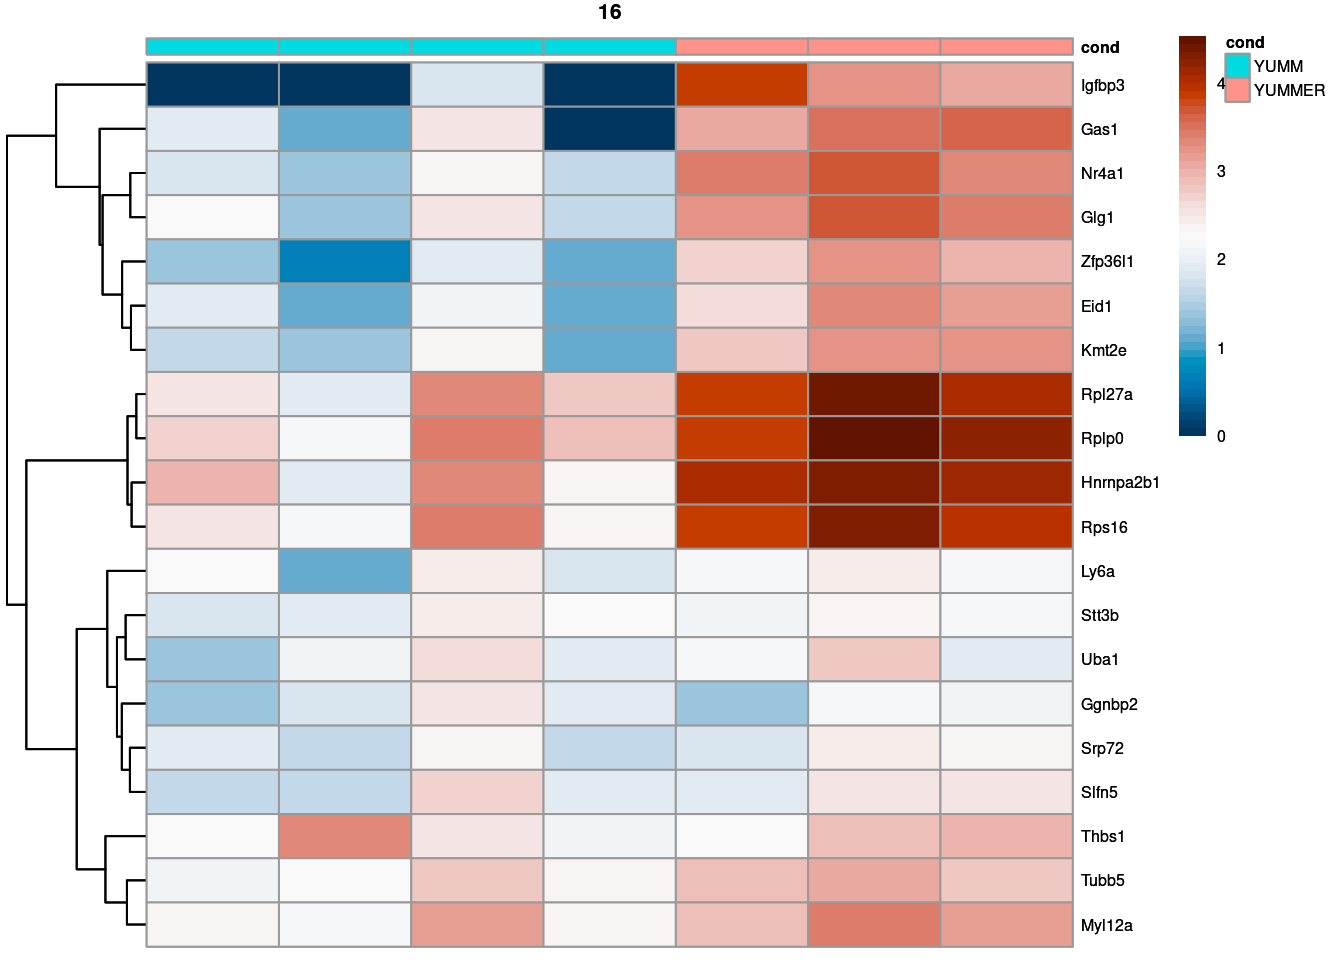 16
cond
Igfbp3
Gas1
Nr4a1
Glg1
Zfp36l1
Eid1
Kmt2e
Rpl27a
Rplp0
Hnrnpa2b1
Rps16
Ly6a
Stt3b
Uba1
Ggnbp2
Srp72
Slfn5
Thbs1
Tubb5
Myl12a
4
3
2
1
0
cond
YUMM
YUMMER